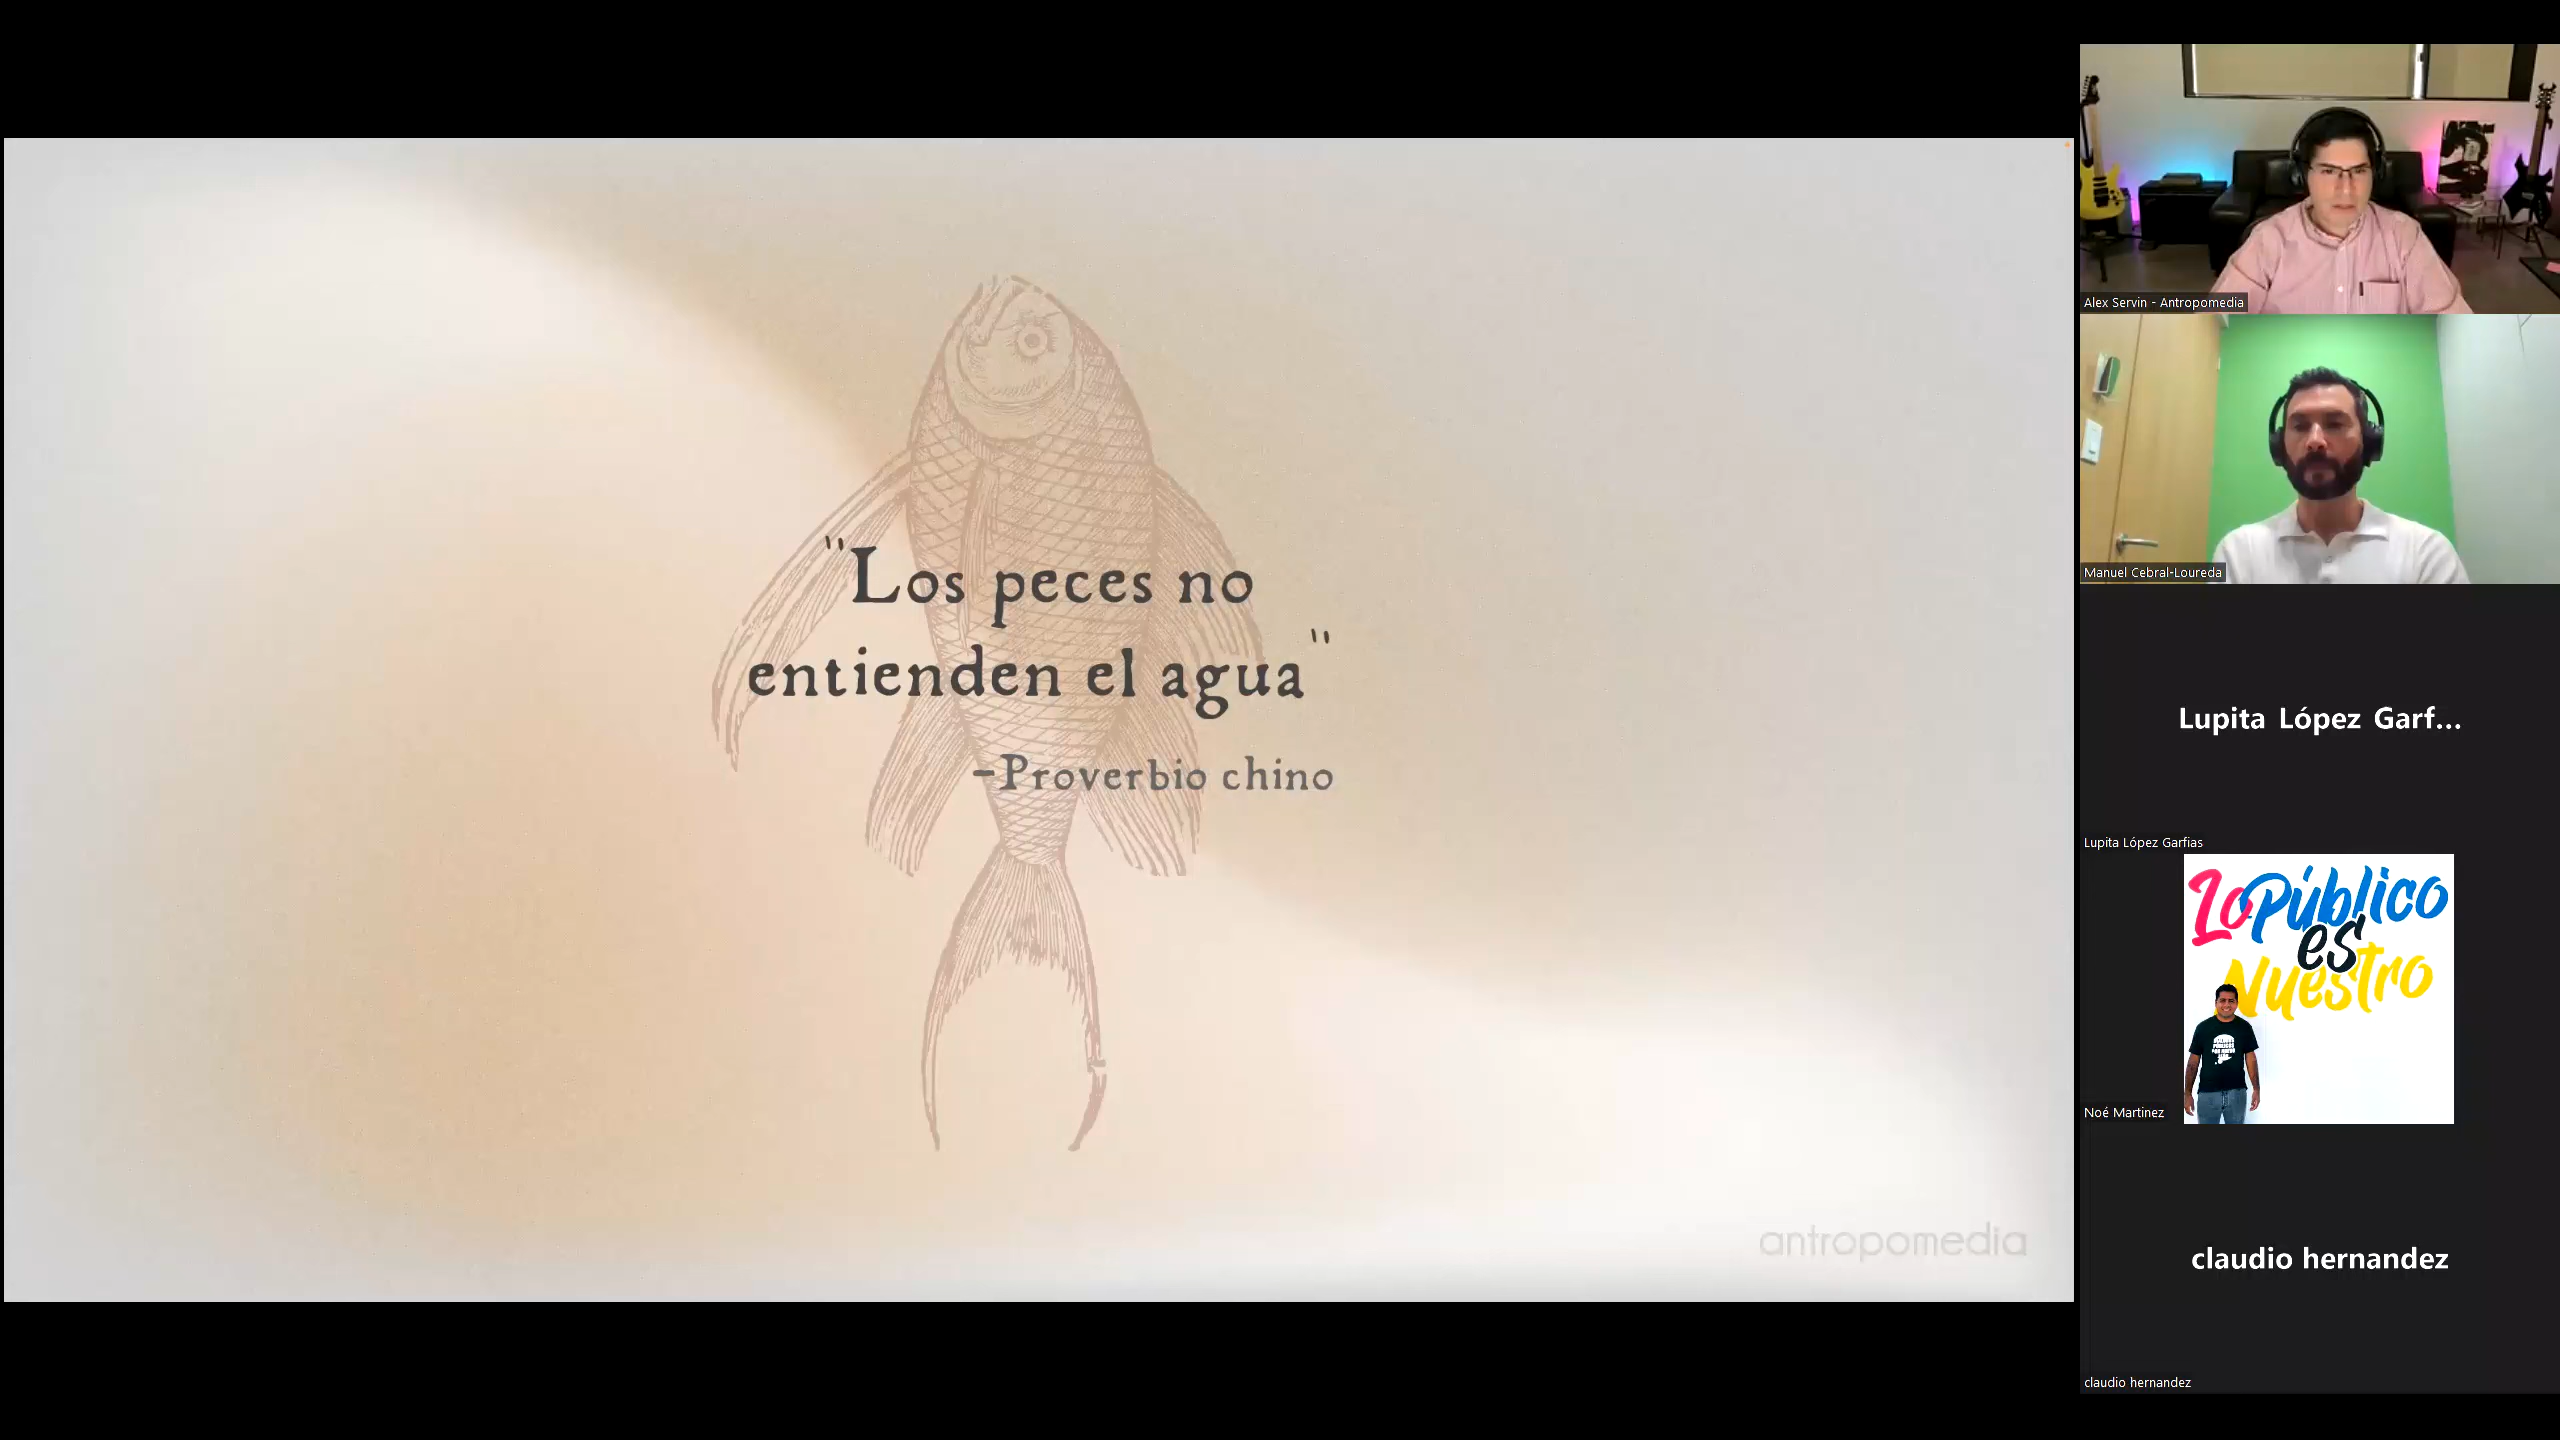 "Los peces no
entienden el agua"
-Proverbio chino
antropomedia
Alex Servin - Antropomedia
Manuel Cebral-Loureda
Lupita López Garf...
Lupita López Garfias
Lo Público
es
Nuestro
Noé Martinez
claudio hernandez
claudio hernandez